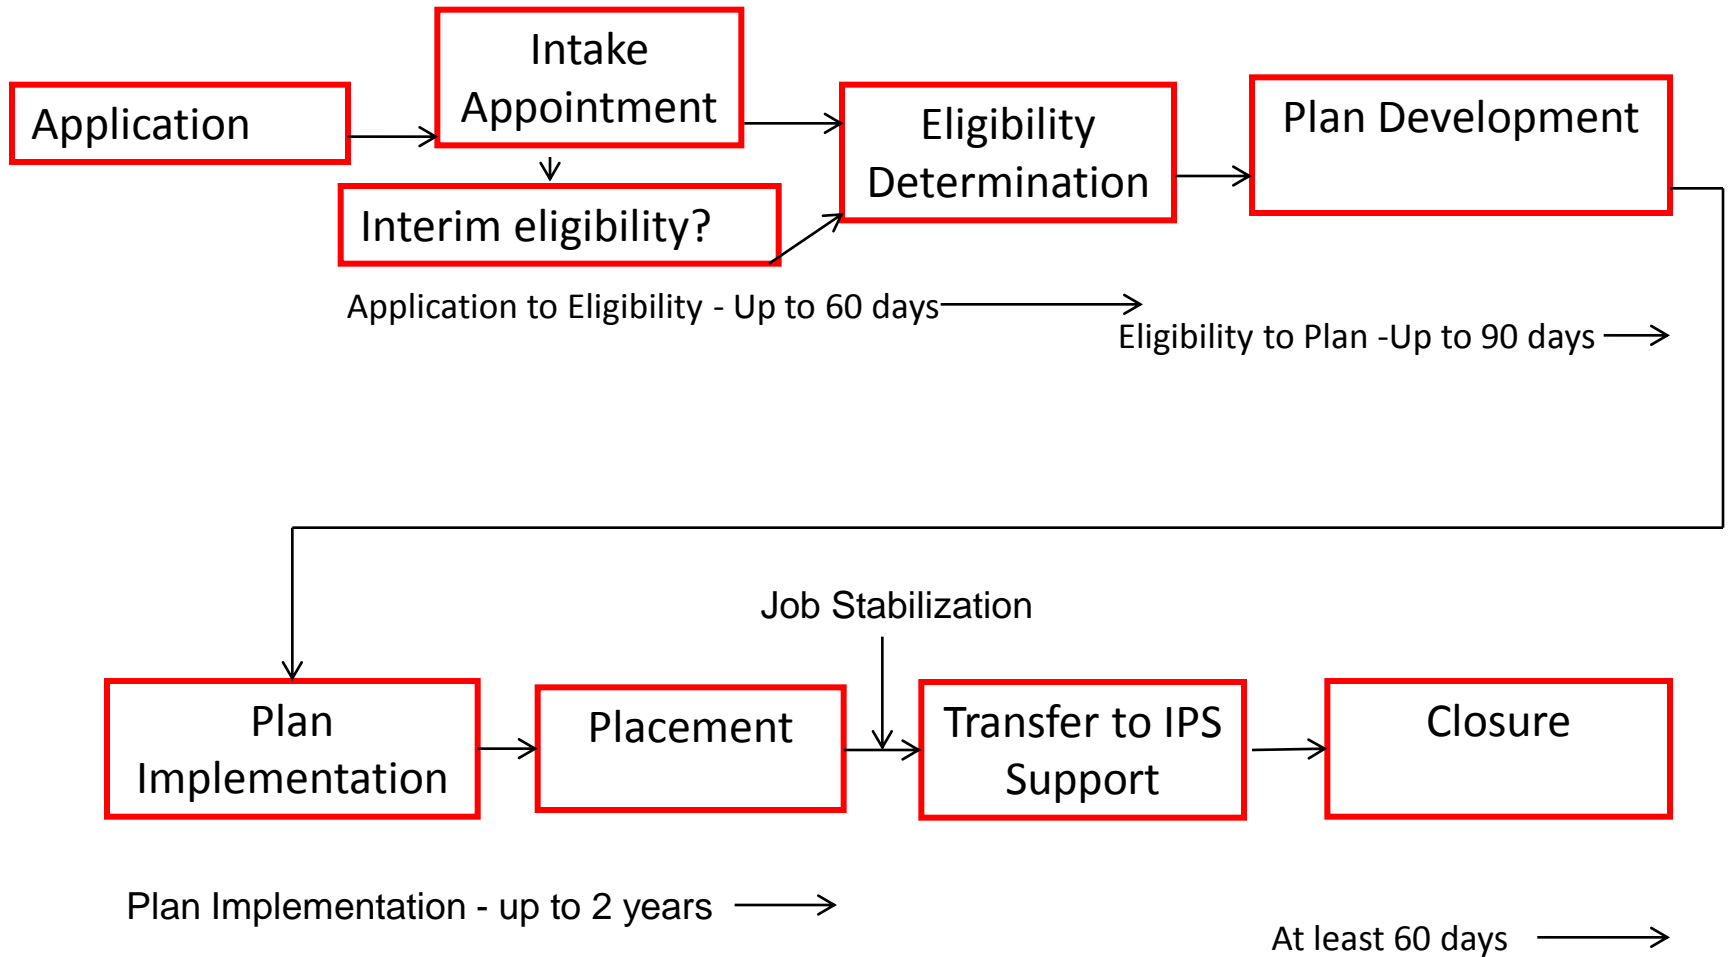 Application
Intake
Appointment
Interim eligibility?
Eligibility
Determination
Plan Development
Application to Eligibility - Up to 60 days
Eligibility to Plan -Up to 90 days
Job Stabilization
Plan
Implementation
Placement
Transfer to IPS
Support
Closure
Plan Implementation - up to 2 years
At least 60 days